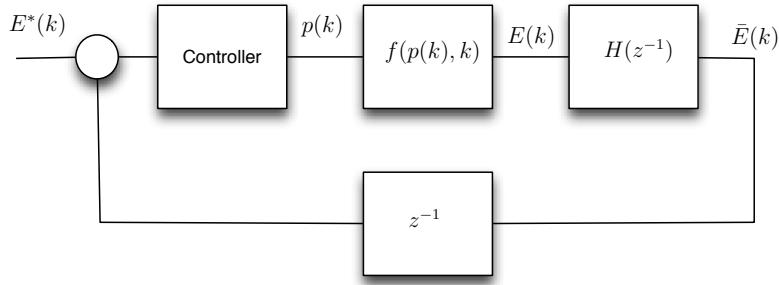 E*(k)
Controller
p(k)
f(p(k), k)
E(k)
H(z⁻¹)
Ē(k)
z⁻¹